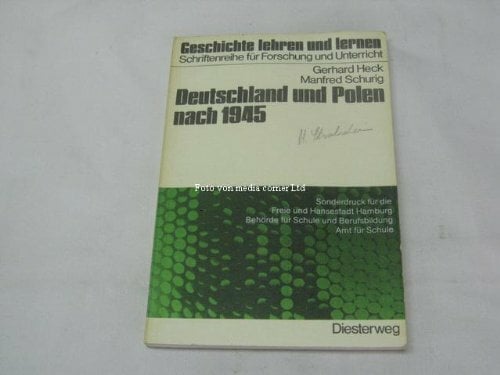 Geschichte lehren und lernen
Schriftenreihe für Forschung und Unterricht
Gerhard Heck
Manfred Schurig
Deutschland und Polen
nach 1945
Foto von media corner Ltd
Sonderdruck für die
Freie und Hansestadt Hamburg
Behörde für Schule und Berufsbildung
Amt für Schule
Diesterweg